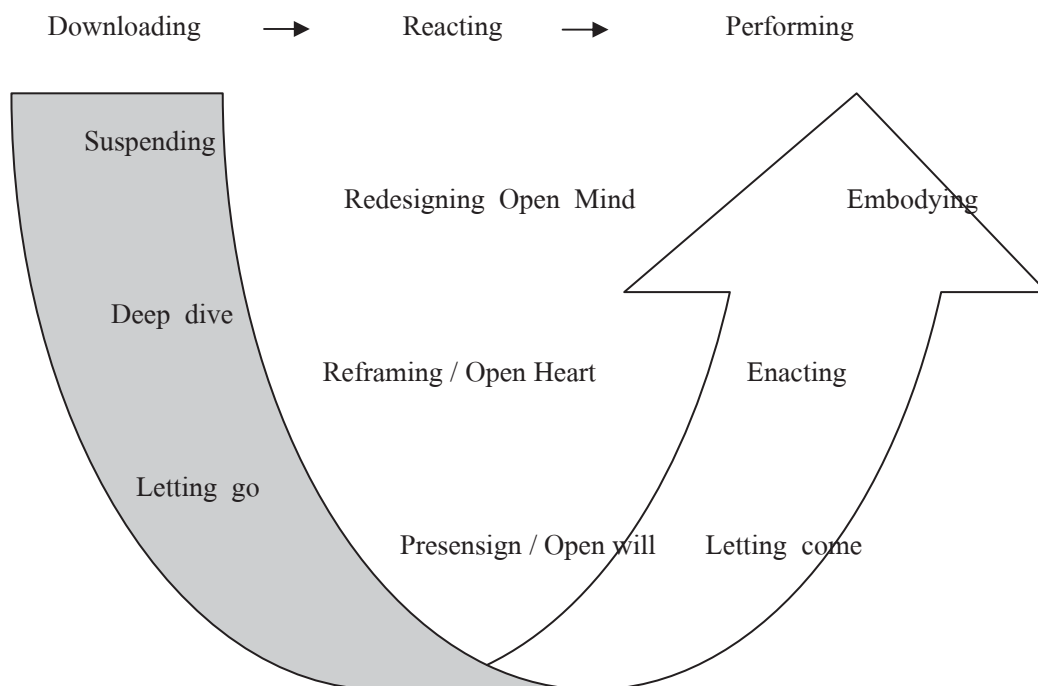 Downloading → Reacting → Performing
Suspending
Redesigning Open Mind Embodying
Deep dive
Reframing / Open Heart Enacting
Letting go
Presensign / Open will Letting come